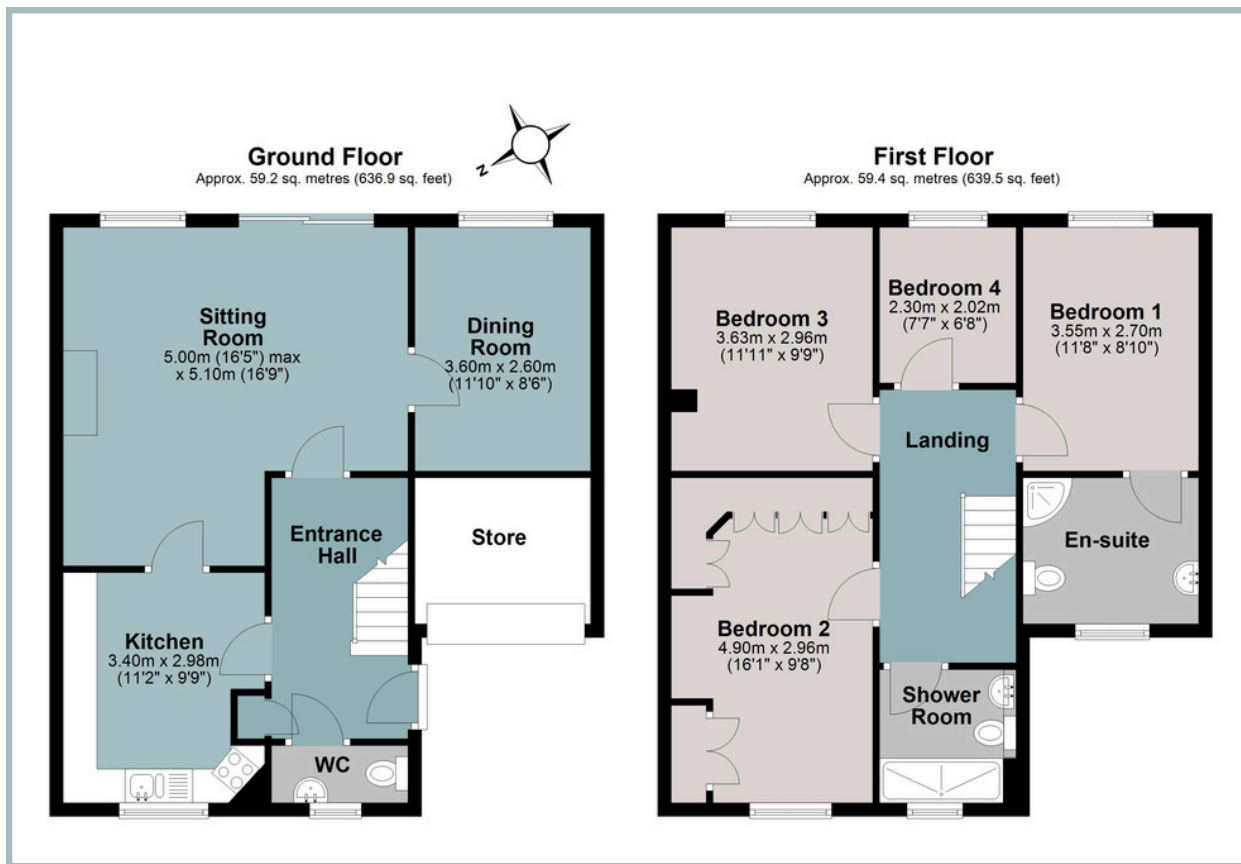 Ground Floor
Approx. 59.2 sq. metres (636.9 sq. feet)
N
Sitting
Room
5.00m (16'5") max
x 5.10m (16'9")
Dining
Room
3.60m x 2.60m
(11'10" x 8'6")
Entrance
Hall
Store
Kitchen
3.40m x 2.98m
(11'2" x 9'9")
WC
First Floor
Approx. 59.4 sq. metres (639.5 sq. feet)
Bedroom 3
3.63m x 2.96m
(11'11" x 9'9")
Bedroom 4
2.30m x 2.02m
(7'7" x 6'8")
Bedroom 1
3.55m x 2.70m
(11'8" x 8'10")
Landing
En-suite
Bedroom 2
4.90m x 2.96m
(16'1" x 9'8")
Shower
Room